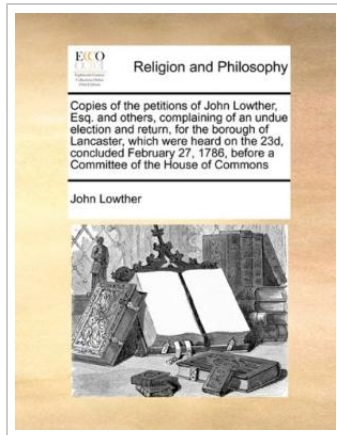 ECCO
Religion and Philosophy
Copies of the petitions of John Lowther,
Esq. and others, complaining of an undue
election and return, for the borough of
Lancaster, which were heard on the 23d,
concluded February 27, 1786, before a
Committee of the House of Commons
John Lowther